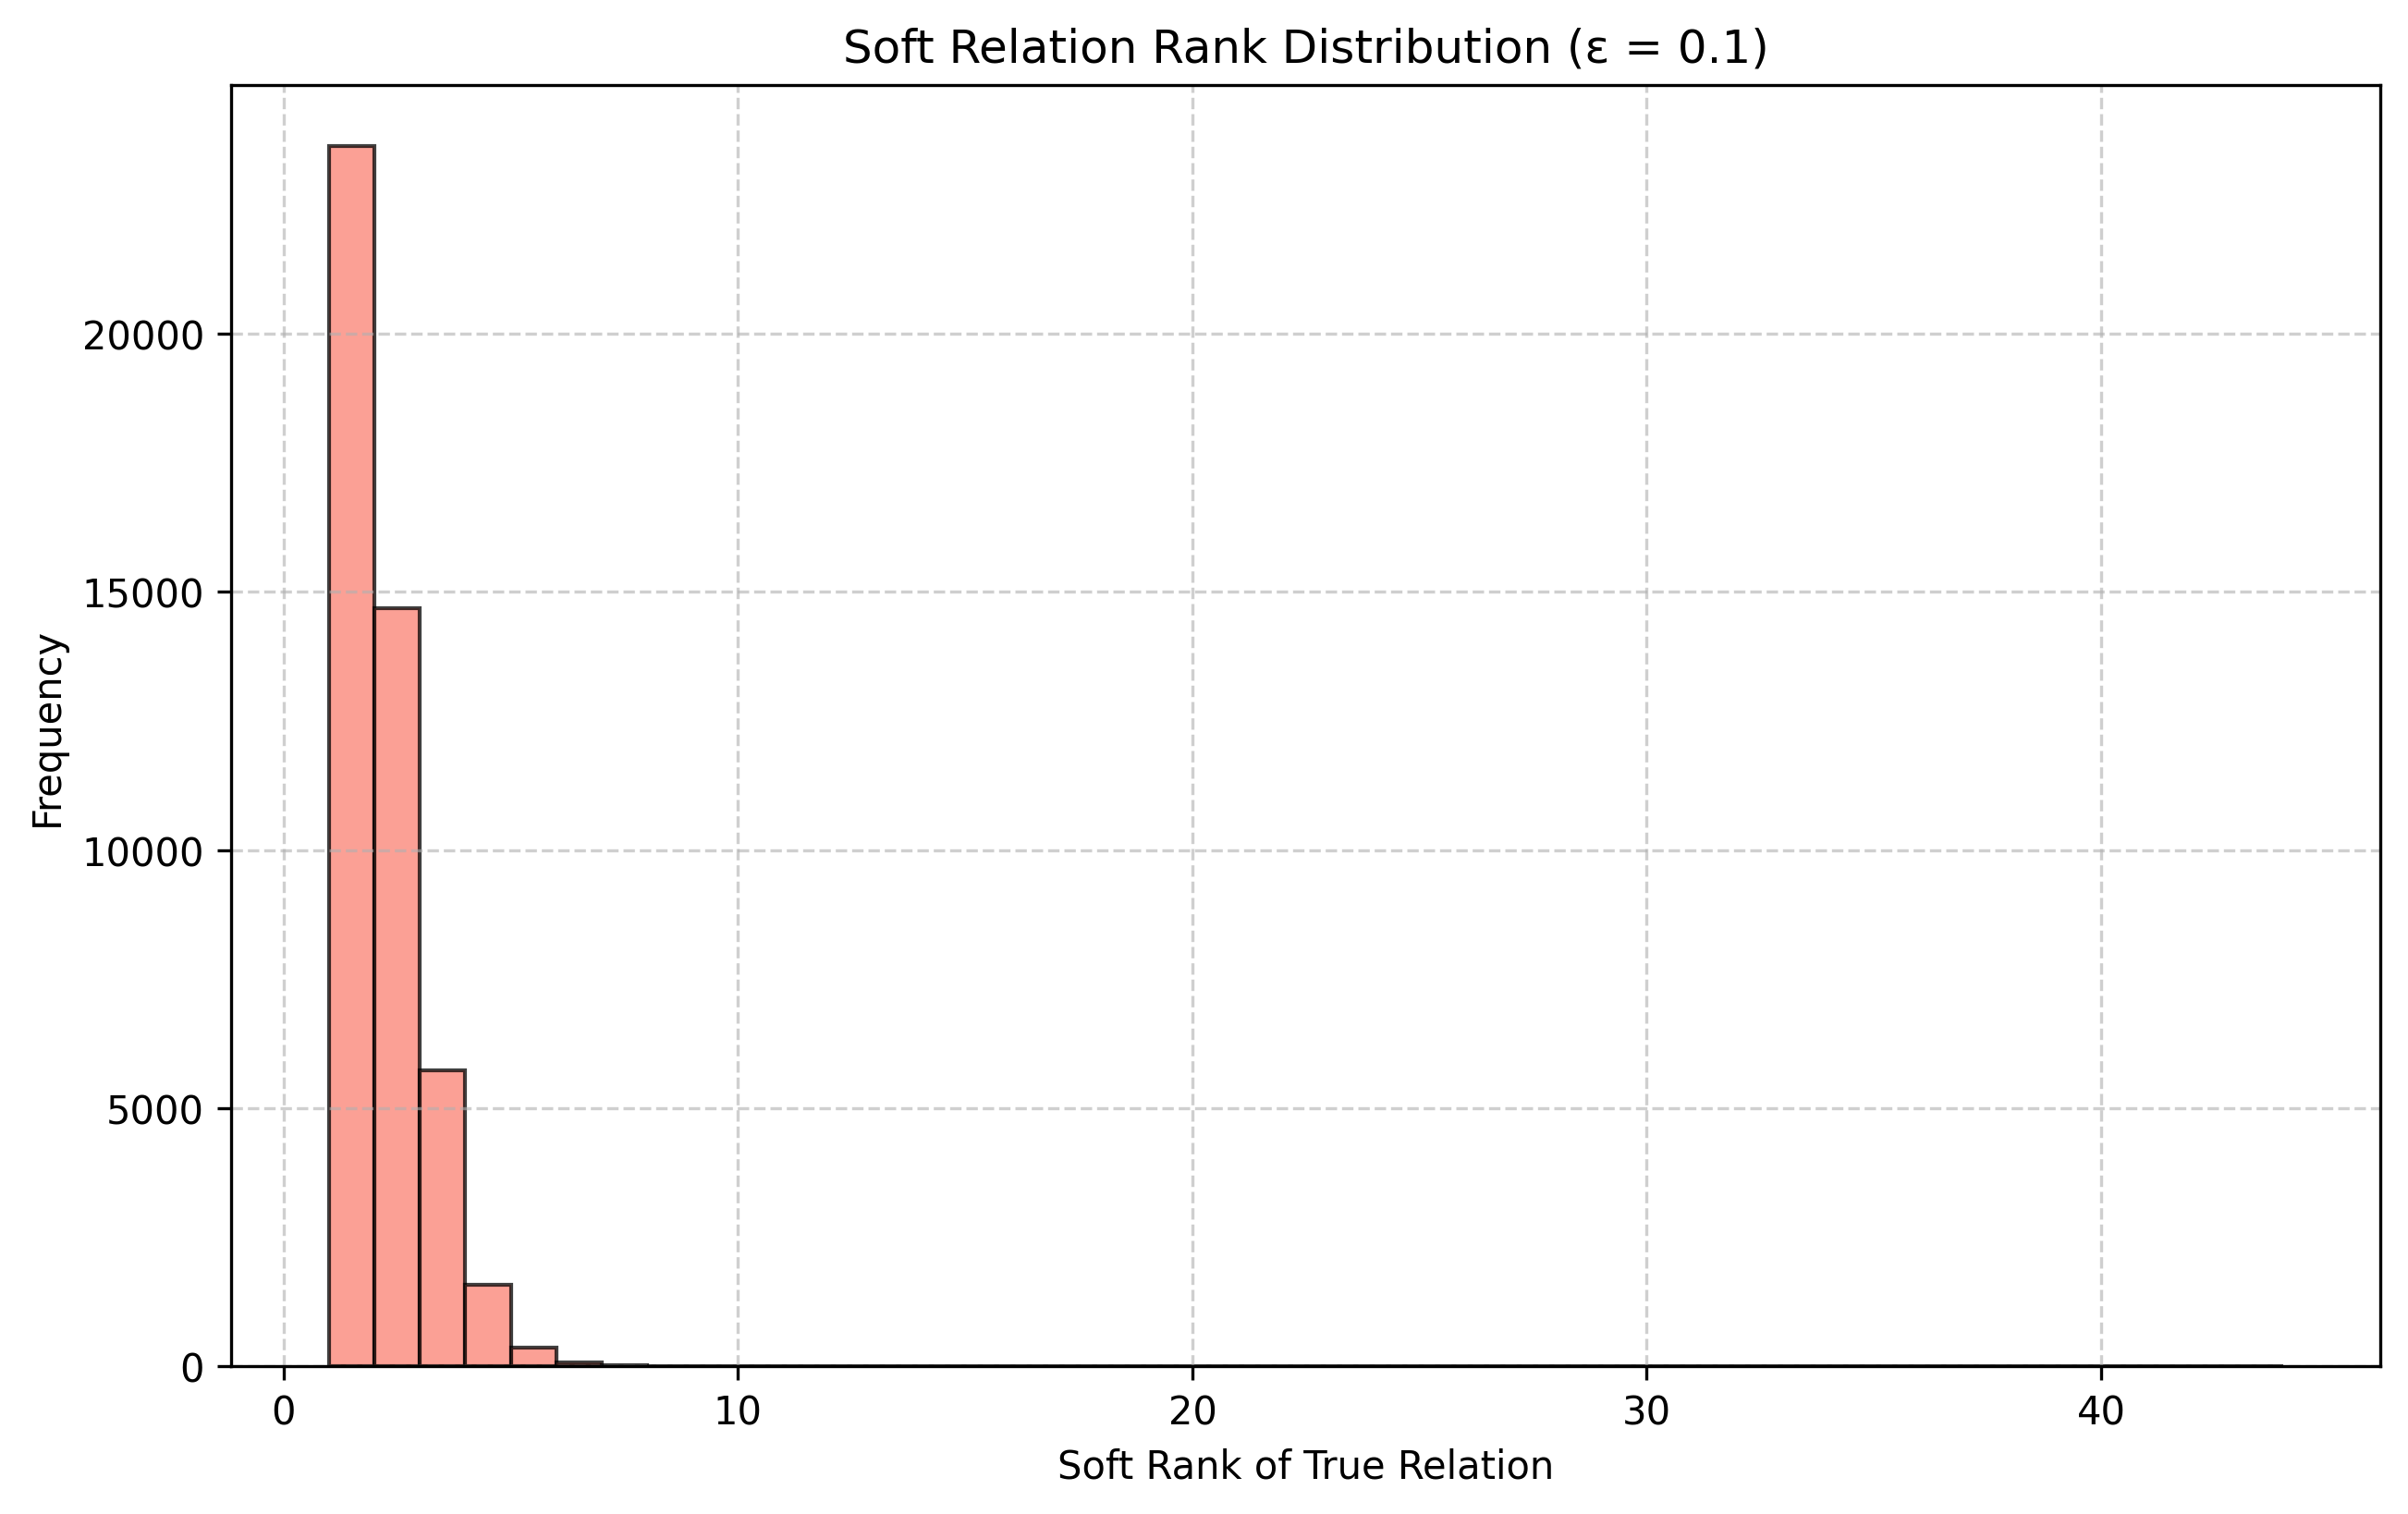 Soft Relation Rank Distribution (ε = 0.1)
Frequency
20000
15000
10000
5000
0
0 10 20 30 40
Soft Rank of True Relation